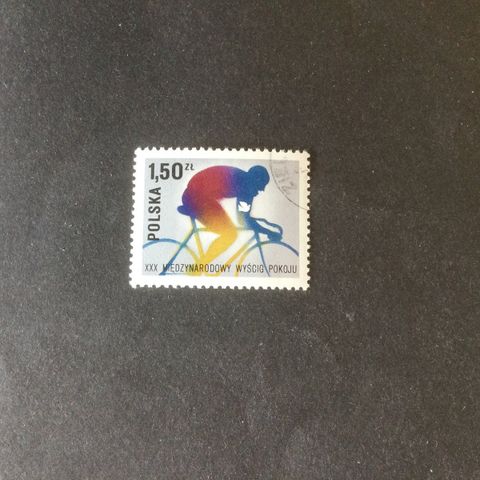 1,50 ZŁ
POLSKA
XXX MIĘDZYNARODOWY WYŚCIG POKOJU